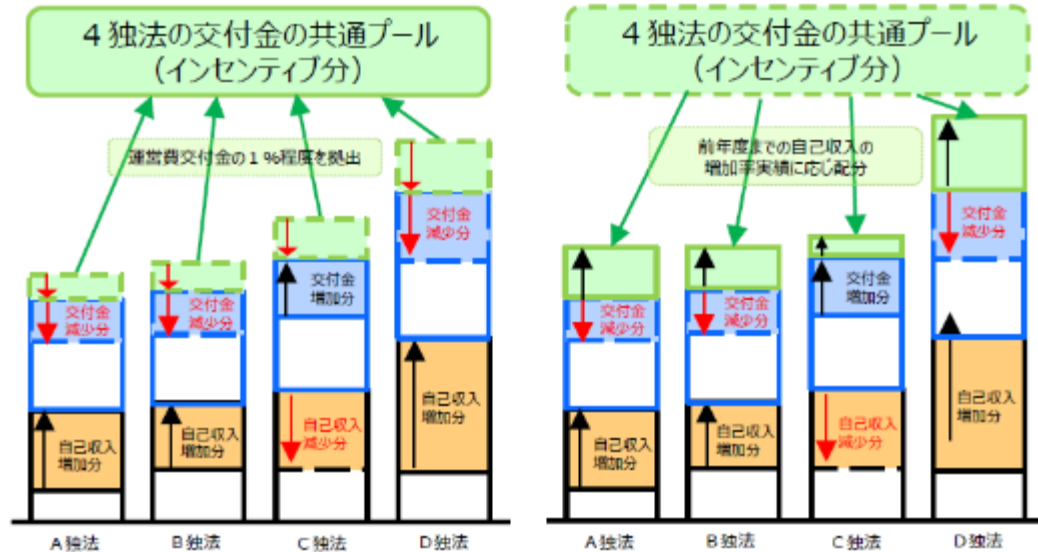 4独法の交付金の共通プール
(インセンティブ分)
運営費交付金の1%程度を拠出
交付金
減少分
自己収入
増加分
交付金
減少分
自己収入
増加分
交付金
増加分
自己収入
減少分
交付金
減少分
自己収入
増加分
A独法
B独法
C独法
D独法
4独法の交付金の共通プール
(インセンティブ分)
前年度までの自己収入の
増加率実績に応じ配分
交付金
減少分
自己収入
増加分
交付金
減少分
自己収入
増加分
交付金
増加分
自己収入
減少分
交付金
減少分
自己収入
増加分
A独法
B独法
C独法
D独法